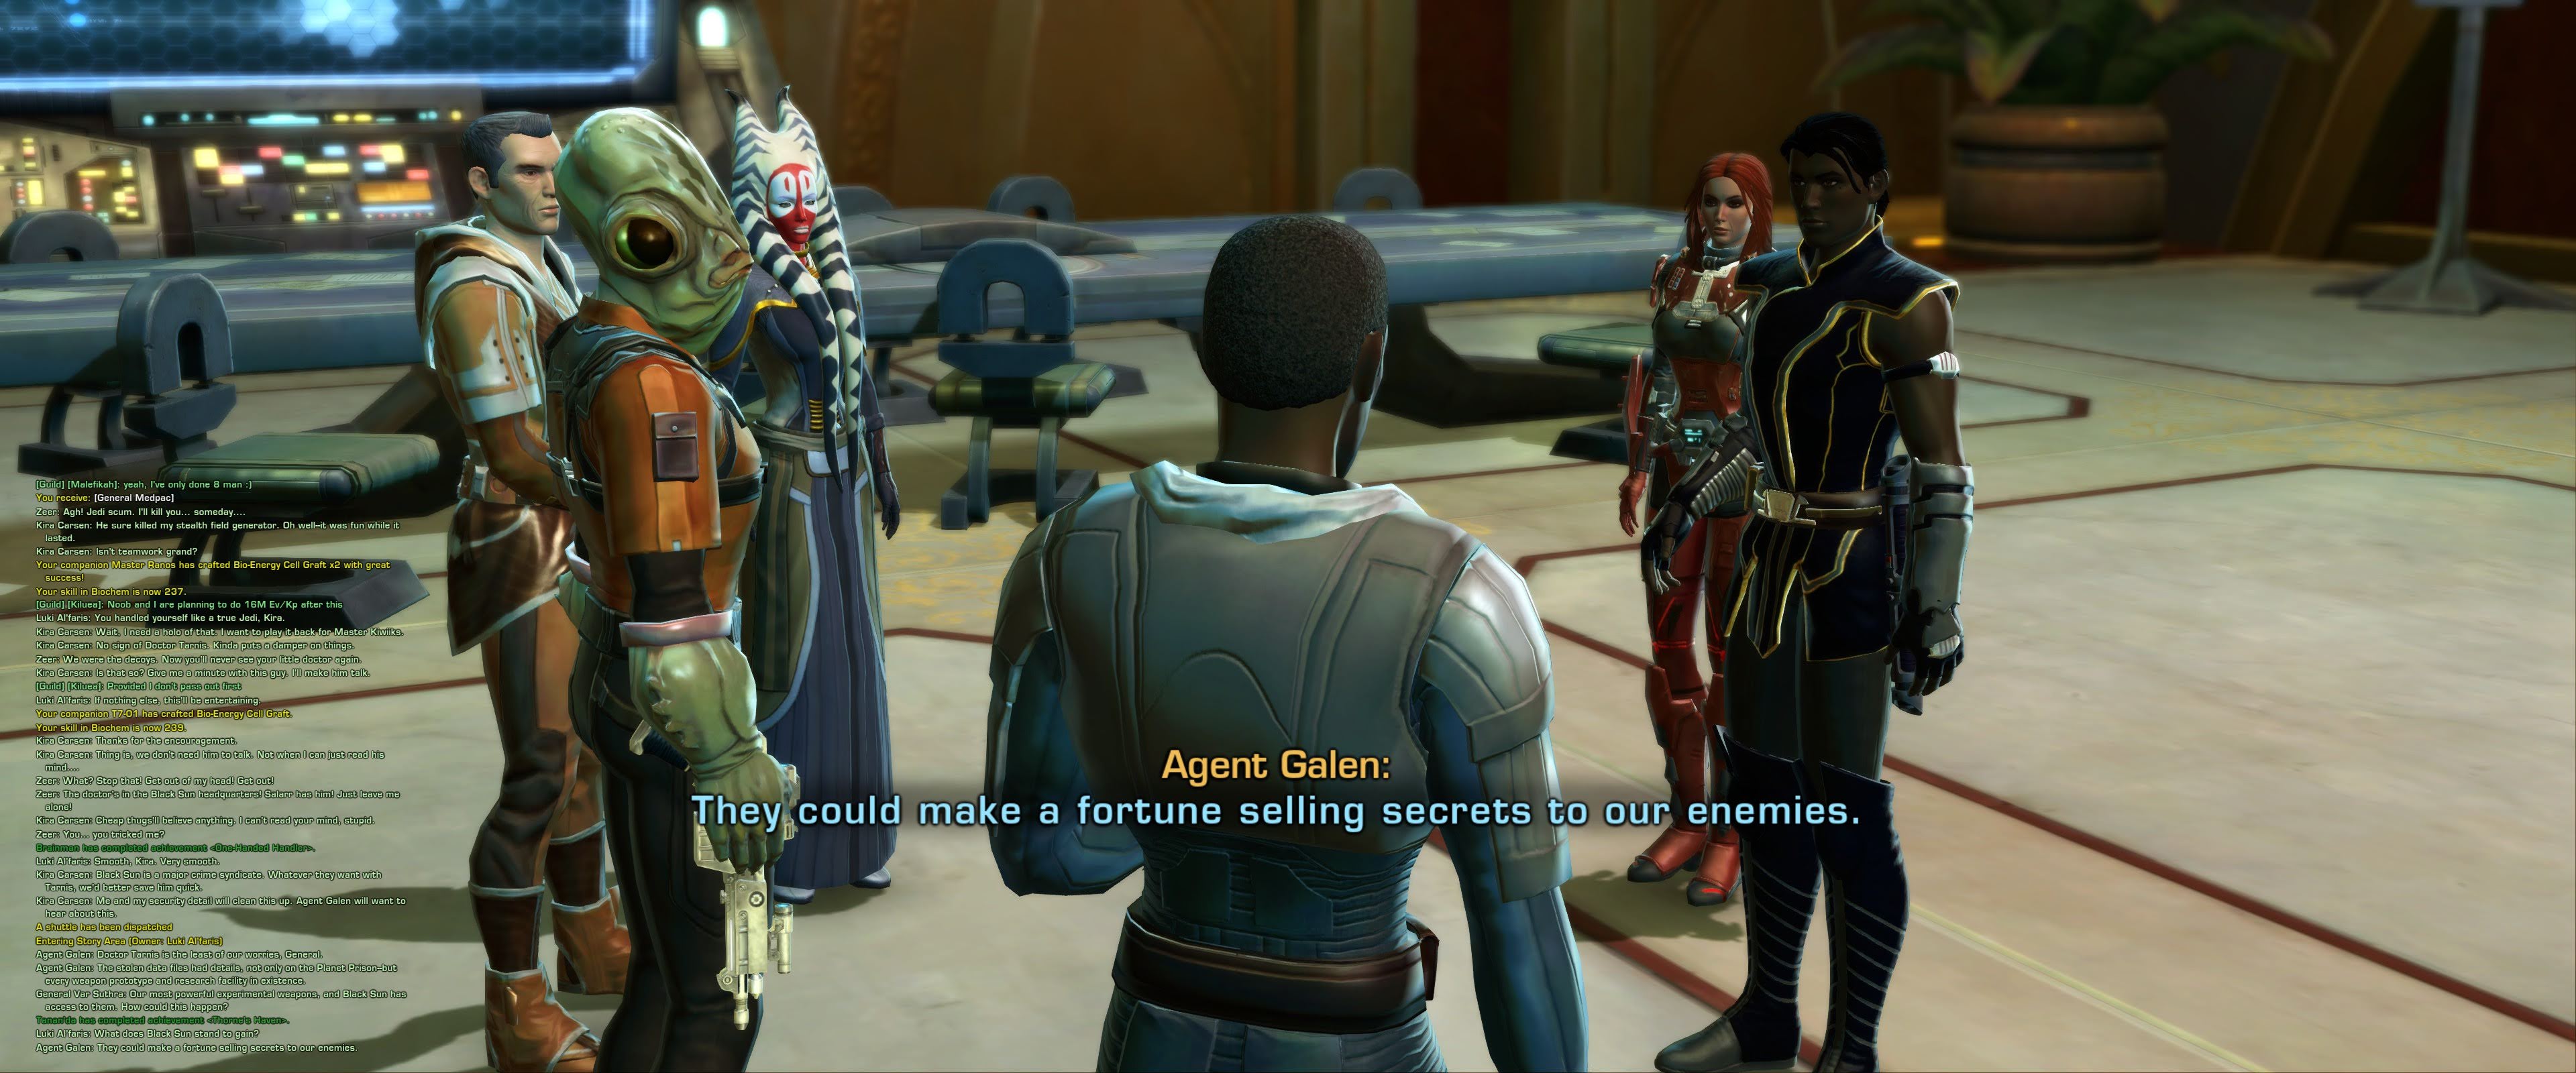 [Guild] [Malefikah]: yeah, I've only done 8 man :)
You receive: [General Medpac]
Zeer: Agh! Jedi scum. I'll kill you... someday....
Kira Carsen: He sure killed my stealth field generator. Oh well--it was fun while it
lasted.
Kira Carsen: Isn't teamwork grand?
Your companion Master Ranos has crafted Bio-Energy Cell Graft x2 with great
success!
Your skill in Biochem is now 237.
[Guild] [Kiluea]: Noob and I are planning to do 16M Ev/Kp after this
Luki Al'faris: You handled yourself like a true Jedi, Kira.
Kira Carsen: Wait, I need a holo of that. I want to play it back for Master Kiwiiks.
Kira Carsen: No sign of Doctor Tarnis. Kinda puts a damper on things.
Zeer: We were the decoys. Now you'll never see your little doctor again.
Kira Carsen: Is that so? Give me a minute with this guy. I'll make him talk.
[Guild] [Kiluea]: Provided I don't pass out first
Luki Al'faris: If nothing else, this'll be entertaining.
Your companion T7-01 has crafted Bio-Energy Cell Graft.
Your skill in Biochem is now 239.
Kira Carsen: Thanks for the encouragement.
Kira Carsen: Thing is, we don't need him to talk. Not when I can just read his
mind....
Zeer: What? Stop that! Get out of my head! Get out!
Zeer: The doctor's in the Black Sun headquarters! Salarr has him! Just leave me
alone!
Kira Carsen: Cheap thugs'll believe anything. I can't read your mind, stupid.
Zeer: You... you tricked me?
Brainman has completed achievement <One-Handed Handler>.
Luki Al'faris: Smooth, Kira. Very smooth.
Kira Carsen: Black Sun is a major crime syndicate. Whatever they want with
Tarnis, we'd better save him quick.
Kira Carsen: Me and my security detail will clean this up. Agent Galen will want to
hear about this.
A shuttle has been dispatched
Entering Story Area (Owner: Luki Al'faris)
Agent Galen: Doctor Tarnis is the least of our worries, General.
Agent Galen: The stolen data files had details, not only on the Planet Prison--but
every weapon prototype and research facility in existence.
General Var Suthra: Our most powerful experimental weapons, and Black Sun has
access to them. How could this happen?
Tanan'da has completed achievement <Thorne's Haven>.
Luki Al'faris: What does Black Sun stand to gain?
Agent Galen: They could make a fortune selling secrets to our enemies.
Agent Galen:
They could make a fortune selling secrets to our enemies.